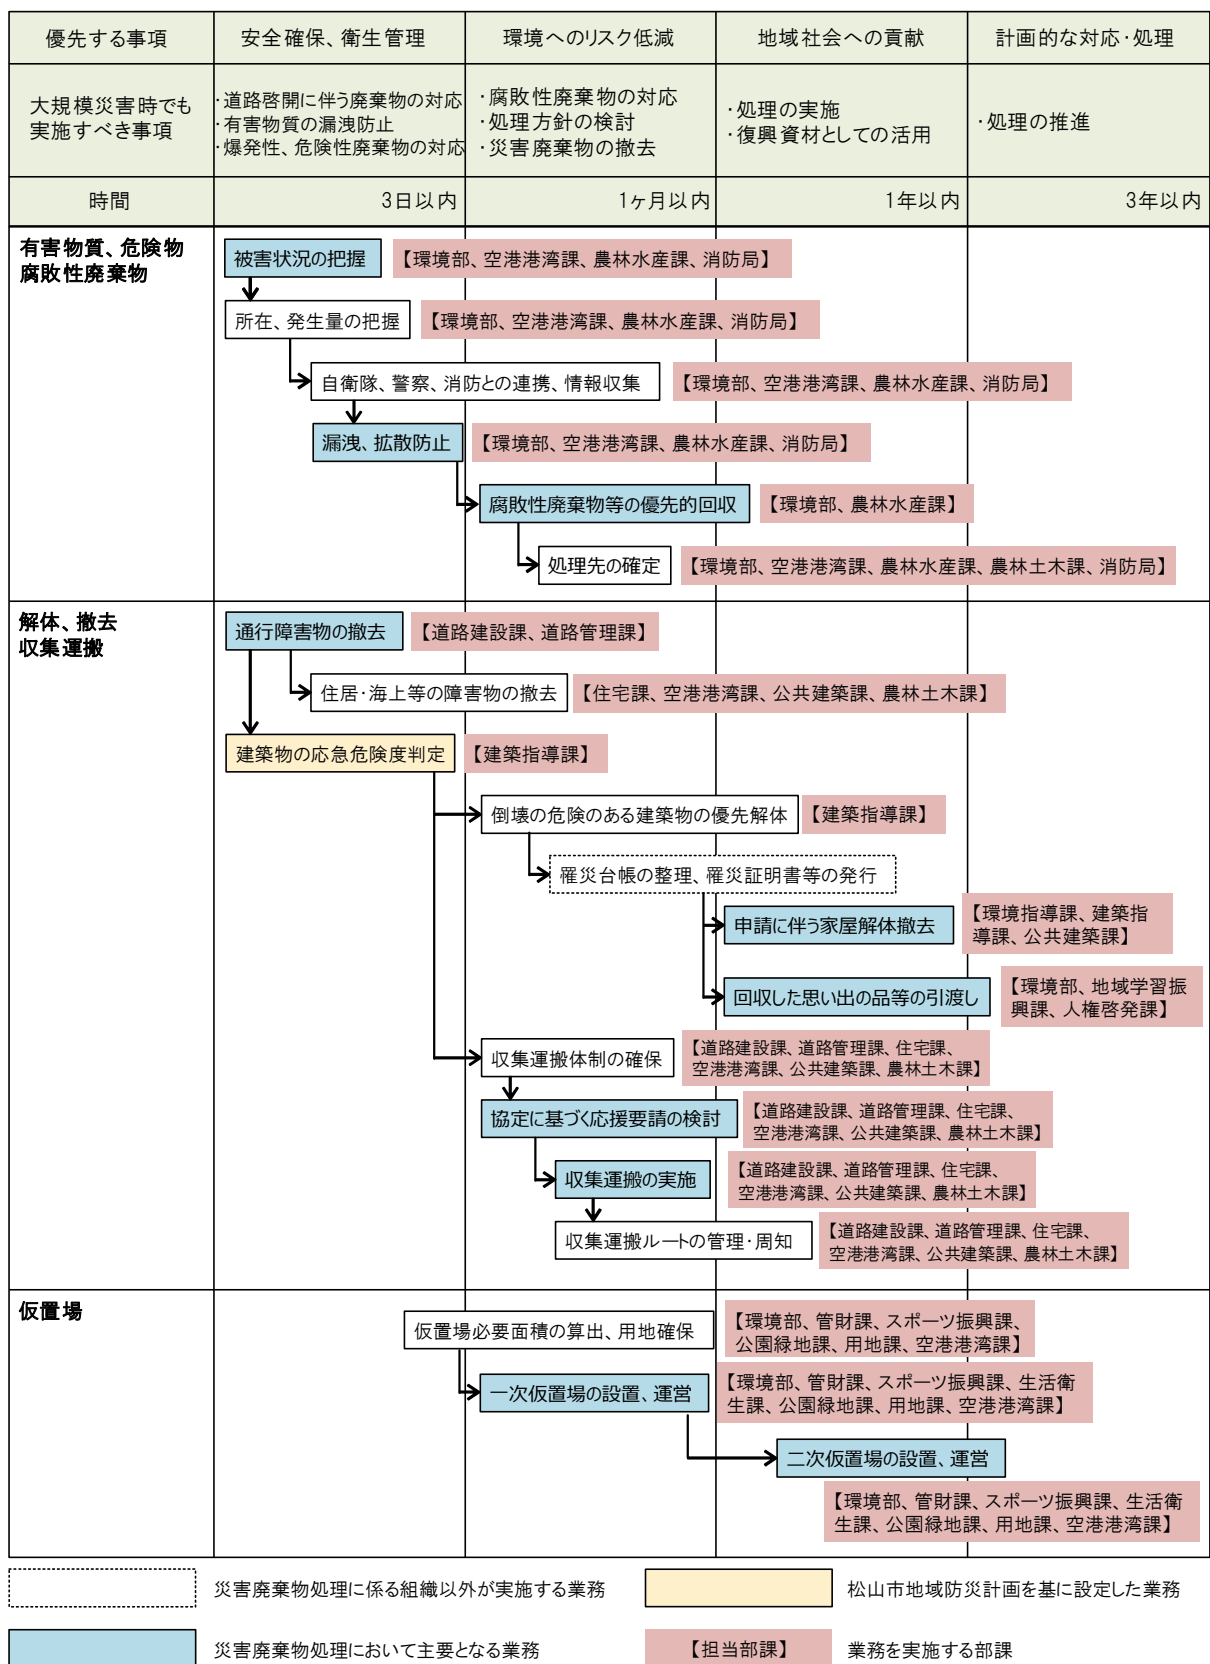 優先する事項
安全確保、衛生管理
環境へのリスク低減
地域社会への貢献
計画的な対応・処理
大規模災害時でも
実施すべき事項
・道路啓開に伴う廃棄物の対応
・有害物質の漏洩防止
・爆発性、危険性廃棄物の対応
・腐敗性廃棄物の対応
・処理方針の検討
・災害廃棄物の撤去
・処理の実施
・復興資材としての活用
・処理の推進
時間
3日以内
1ヶ月以内
1年以内
3年以内
有害物質、危険物
腐敗性廃棄物
被害状況の把握
【環境部、空港港湾課、農林水産課、消防局】
所在、発生量の把握
【環境部、空港港湾課、農林水産課、消防局】
自衛隊、警察、消防との連携、情報収集
【環境部、空港港湾課、農林水産課、消防局】
漏洩、拡散防止
【環境部、空港港湾課、農林水産課、消防局】
腐敗性廃棄物等の優先的回収
【環境部、農林水産課】
処理先の確定
【環境部、空港港湾課、農林水産課、農林土木課、消防局】
解体、撤去
収集運搬
通行障害物の撤去
【道路建設課、道路管理課】
住居・海上等の障害物の撤去
【住宅課、空港港湾課、公共建築課、農林土木課】
建築物の応急危険度判定
【建築指導課】
倒壊の危険のある建築物の優先解体
【建築指導課】
罹災台帳の整理、罹災証明書等の発行
申請に伴う家屋解体撤去
【環境指導課、建築指
導課、公共建築課】
回収した思い出の品等の引渡し
【環境部、地域学習振
興課、人権啓発課】
収集運搬体制の確保
【道路建設課、道路管理課、住宅課、
空港港湾課、公共建築課、農林土木課】
協定に基づく応援要請の検討
【道路建設課、道路管理課、住宅課、
空港港湾課、公共建築課、農林土木課】
収集運搬の実施
【道路建設課、道路管理課、住宅課、
空港港湾課、公共建築課、農林土木課】
収集運搬ルートの管理・周知
【道路建設課、道路管理課、住宅課、
空港港湾課、公共建築課、農林土木課】
仮置場
仮置場必要面積の算出、用地確保
【環境部、管財課、スポーツ振興課、
公園緑地課、用地課、空港港湾課】
一次仮置場の設置、運営
【環境部、管財課、スポーツ振興課、生活衛
生課、公園緑地課、用地課、空港港湾課】
二次仮置場の設置、運営
【環境部、管財課、スポーツ振興課、生活衛
生課、公園緑地課、用地課、空港港湾課】
災害廃棄物処理に係る組織以外が実施する業務
松山市地域防災計画を基に設定した業務
災害廃棄物処理において主要となる業務
【担当部課】
業務を実施する部課